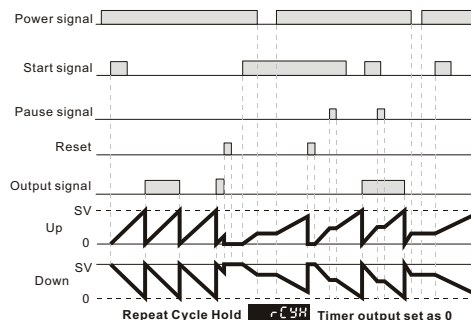 Power signal
Start signal
Pause signal
Reset
Output signal
SV
Up
0
SV
Down
0
Repeat Cycle Hold rCYH Timer output set as 0